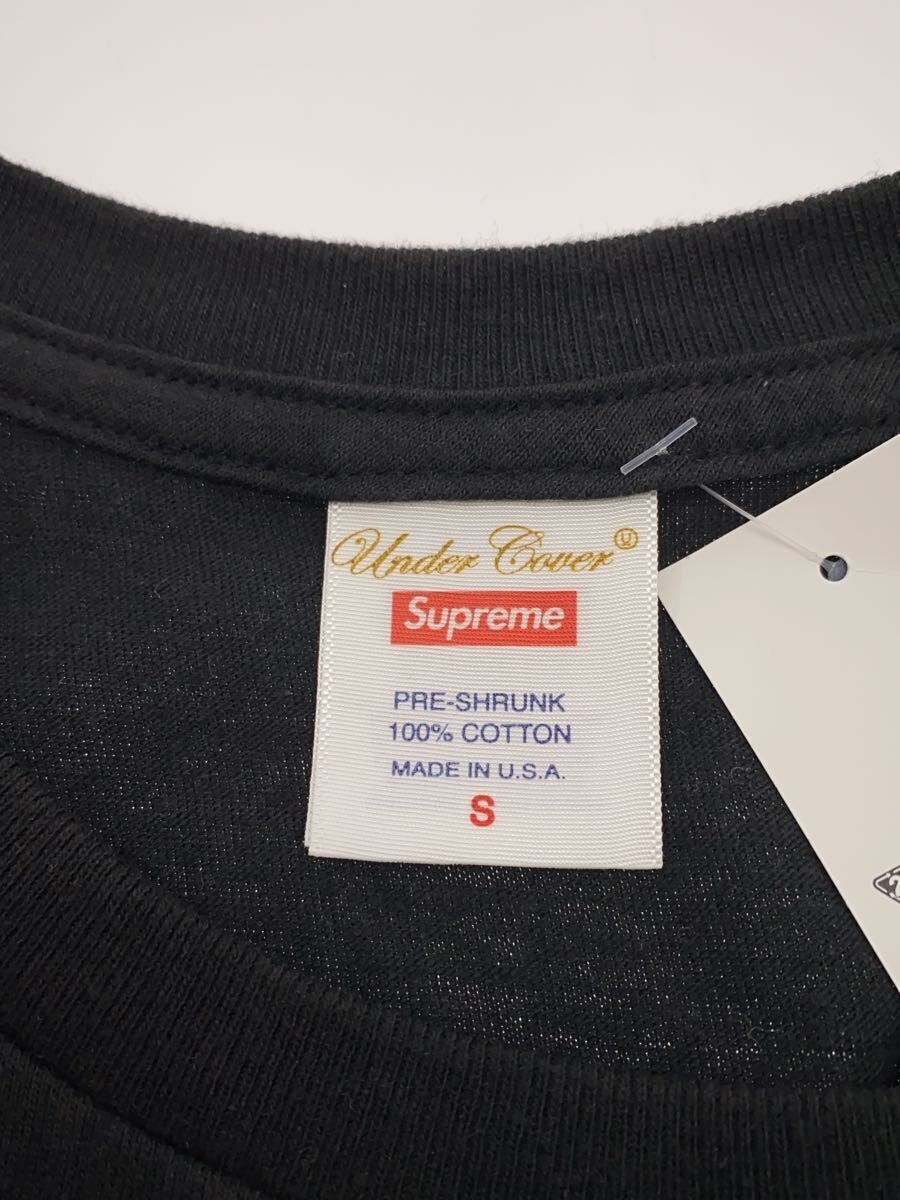 Under Cover Ⓤ
Supreme
PRE-SHRUNK
100% COTTON
MADE IN U.S.A.
S